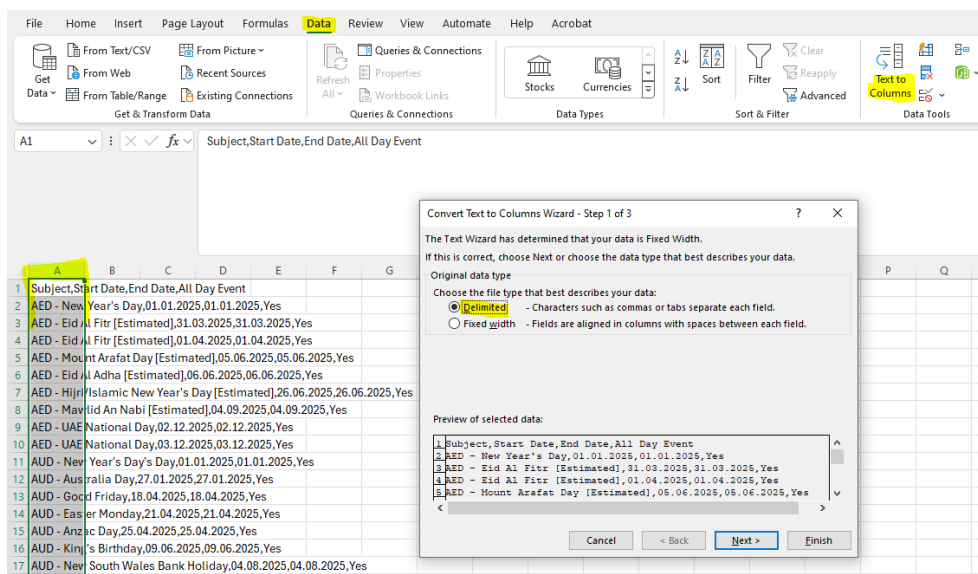 File Home Insert Page Layout Formulas Data Review View Automate Help Acrobat
Get Data
From Text/CSV
From Web
From Table/Range
From Picture
Recent Sources
Existing Connections
Get & Transform Data
Refresh All
Queries & Connections
Properties
Workbook Links
Queries & Connections
Stocks Currencies
Data Types
Sort
Filter
Clear
Reapply
Advanced
Sort & Filter
Text to
Columns
Data Tools
A1 fx Subject,Start Date,End Date,All Day Event
A B C D E F G P Q
1 Subject,Start Date,End Date,All Day Event
2 AED - New Year's Day,01.01.2025,01.01.2025,Yes
3 AED - Eid Al Fitr [Estimated],31.03.2025,31.03.2025,Yes
4 AED - Eid Al Fitr [Estimated],01.04.2025,01.04.2025,Yes
5 AED - Mount Arafat Day [Estimated],05.06.2025,05.06.2025,Yes
6 AED - Eid Al Adha [Estimated],06.06.2025,06.06.2025,Yes
7 AED - Hijri/Islamic New Year's Day [Estimated],26.06.2025,26.06.2025,Yes
8 AED - Mawlid An Nabi [Estimated],04.09.2025,04.09.2025,Yes
9 AED - UAE National Day,02.12.2025,02.12.2025,Yes
10 AED - UAE National Day,03.12.2025,03.12.2025,Yes
11 AUD - New Year's Day's Day,01.01.2025,01.01.2025,Yes
12 AUD - Australia Day,27.01.2025,27.01.2025,Yes
13 AUD - Good Friday,18.04.2025,18.04.2025,Yes
14 AUD - Easter Monday,21.04.2025,21.04.2025,Yes
15 AUD - Anzac Day,25.04.2025,25.04.2025,Yes
16 AUD - King's Birthday,09.06.2025,09.06.2025,Yes
17 AUD - New South Wales Bank Holiday,04.08.2025,04.08.2025,Yes
Convert Text to Columns Wizard - Step 1 of 3
The Text Wizard has determined that your data is Fixed Width.
If this is correct, choose Next or choose the data type that best describes your data.
Original data type
Choose the file type that best describes your data:
Delimited - Characters such as commas or tabs separate each field.
Fixed width - Fields are aligned in columns with spaces between each field.
Preview of selected data:
1 Subject,Start Date,End Date,All Day Event
2 AED - New Year's Day,01.01.2025,01.01.2025,Yes
3 AED - Eid Al Fitr [Estimated],31.03.2025,31.03.2025,Yes
4 AED - Eid Al Fitr [Estimated],01.04.2025,01.04.2025,Yes
5 AED - Mount Arafat Day [Estimated],05.06.2025,05.06.2025,Yes
Cancel < Back Next > Finish